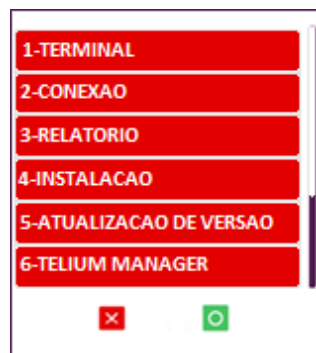 1-TERMINAL
2-CONEXAO
3-RELATORIO
4-INSTALACAO
5-ATUALIZACAO DE VERSAO
6-TELIUM MANAGER